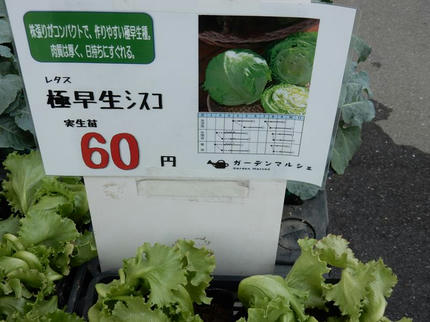 株張りがコンパクトで、作りやすい極早生種。
肉質は厚く、日持ちにすぐれる。
レタス
極早生シスコ
実生苗
60円
ガーデンマルシェ
Garden Marché